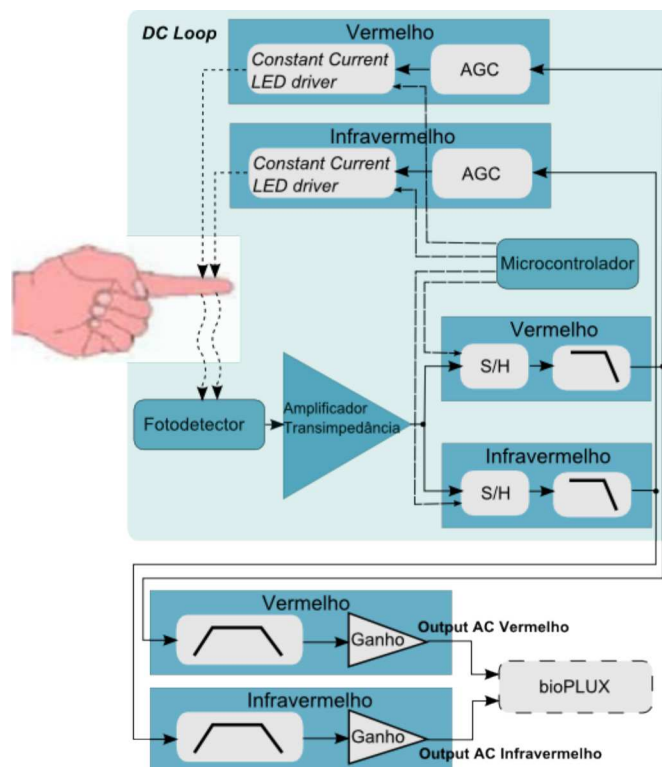 DC Loop
Vermelho
Constant Current
LED driver
AGC
Infravermelho
Constant Current
LED driver
AGC
Microcontrolador
Vermelho
S/H
Fotodetector
Amplificador
Transimpedância
Infravermelho
S/H
Vermelho
Ganho
Output AC Vermelho
bioPLUX
Infravermelho
Ganho
Output AC Infravermelho